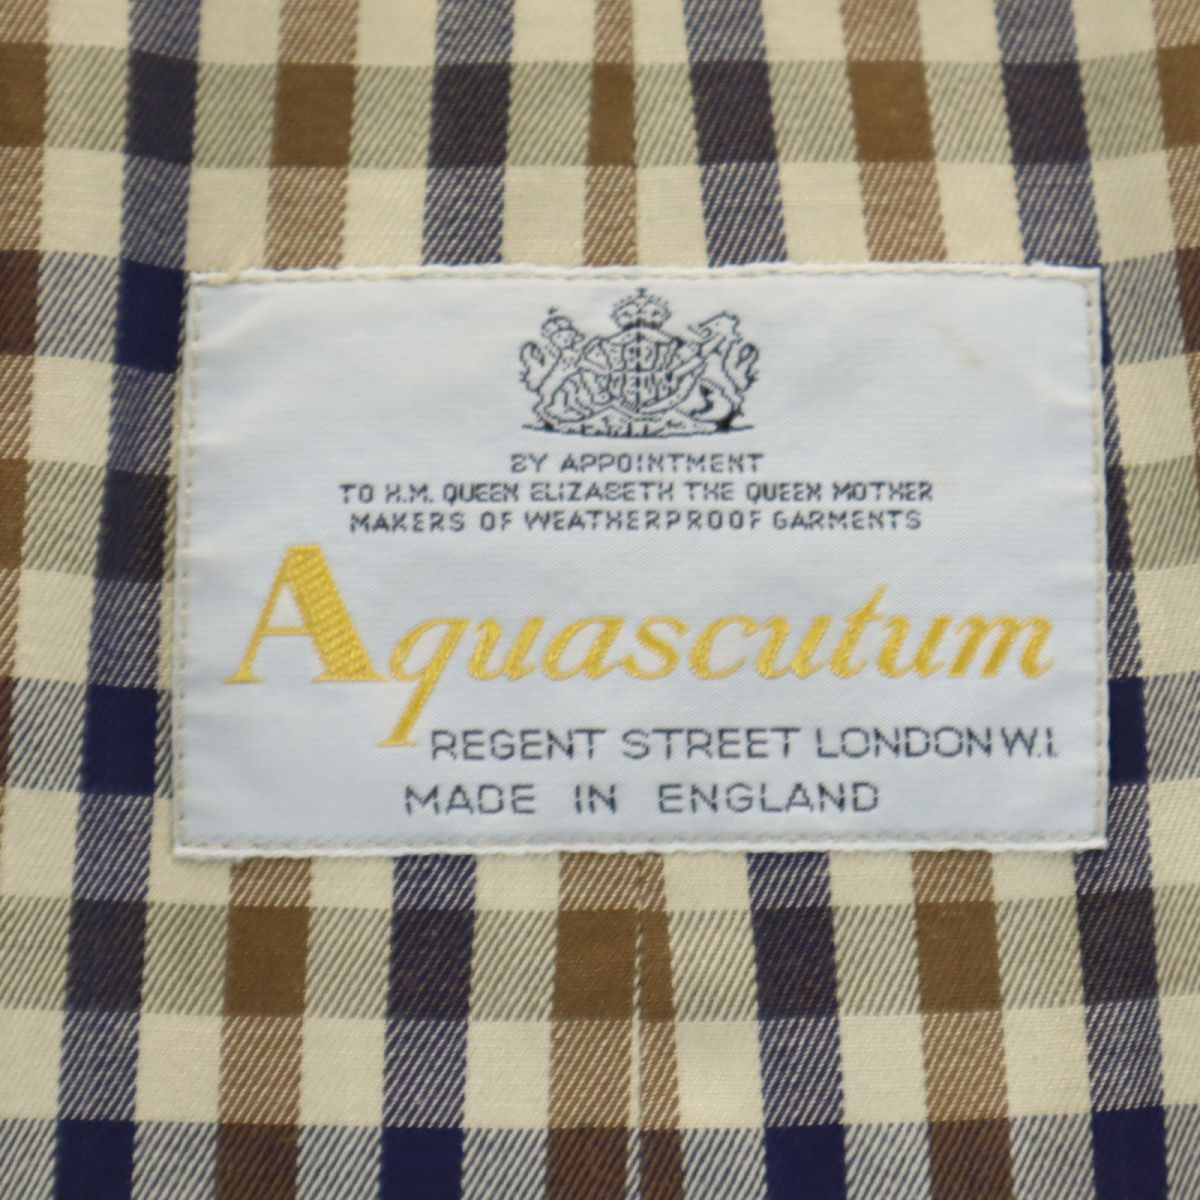 BY APPOINTMENT
TO H.M. QUEEN ELIZABETH THE QUEEN MOTHER
MAKERS OF WEATHERPROOF GARMENTS
Aquascutum
REGENT STREET LONDON W.1.
MADE IN ENGLAND